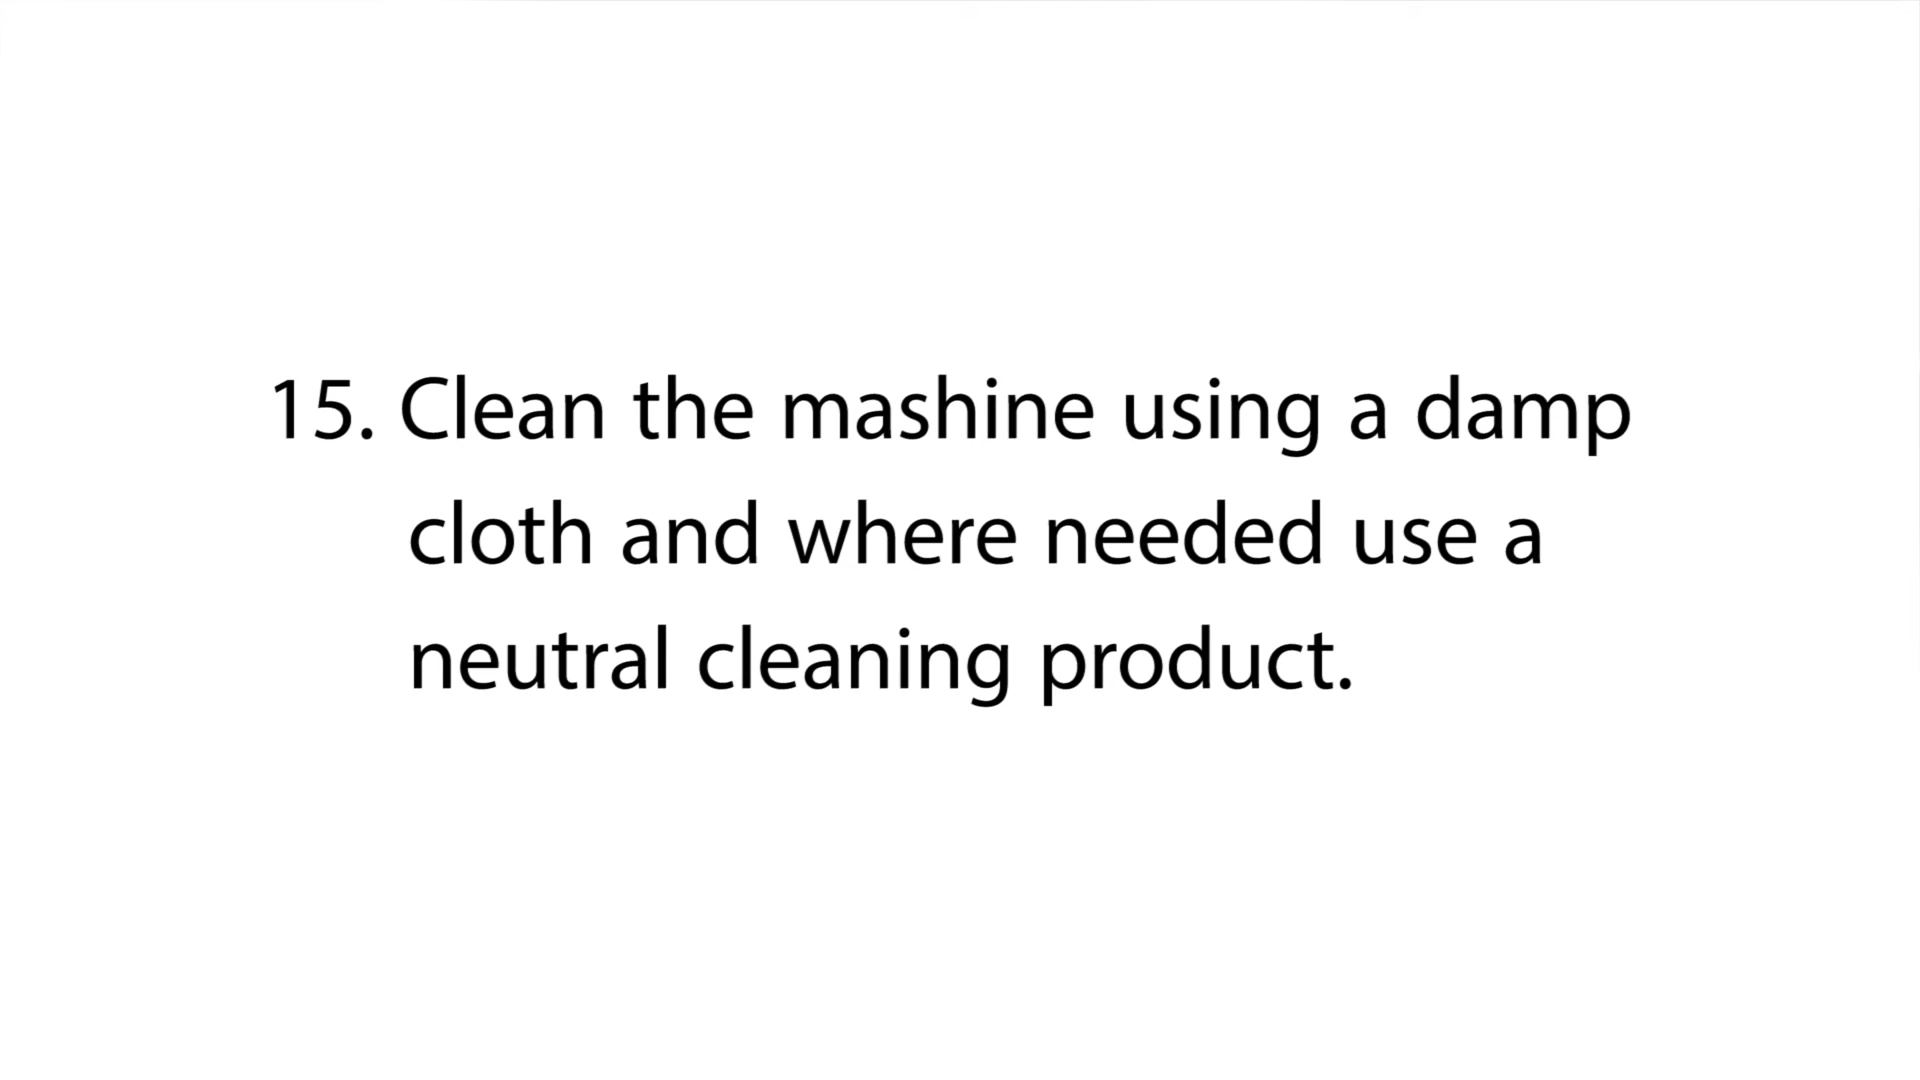 15. Clean the mashine using a damp
cloth and where needed use a
neutral cleaning product.